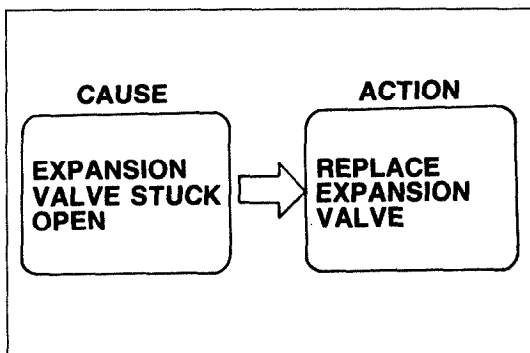 CAUSE
ACTION
EXPANSION
VALVE STUCK
OPEN
REPLACE
EXPANSION
VALVE